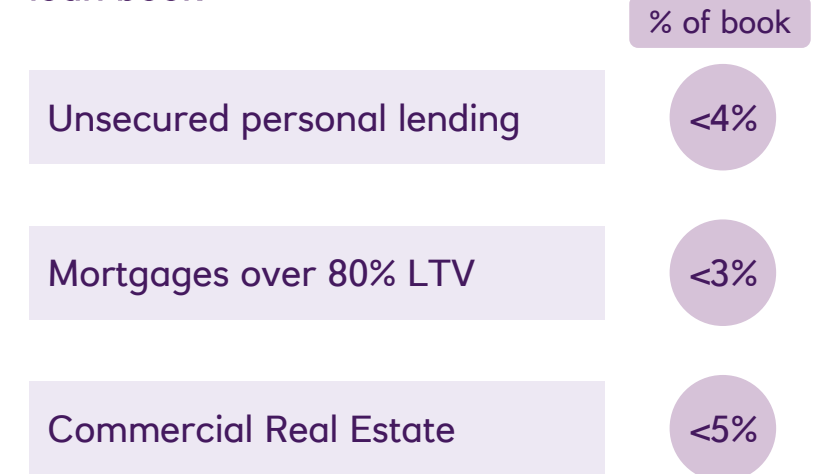 % of book
Unsecured personal lending <4%
Mortgages over 80% LTV <3%
Commercial Real Estate <5%